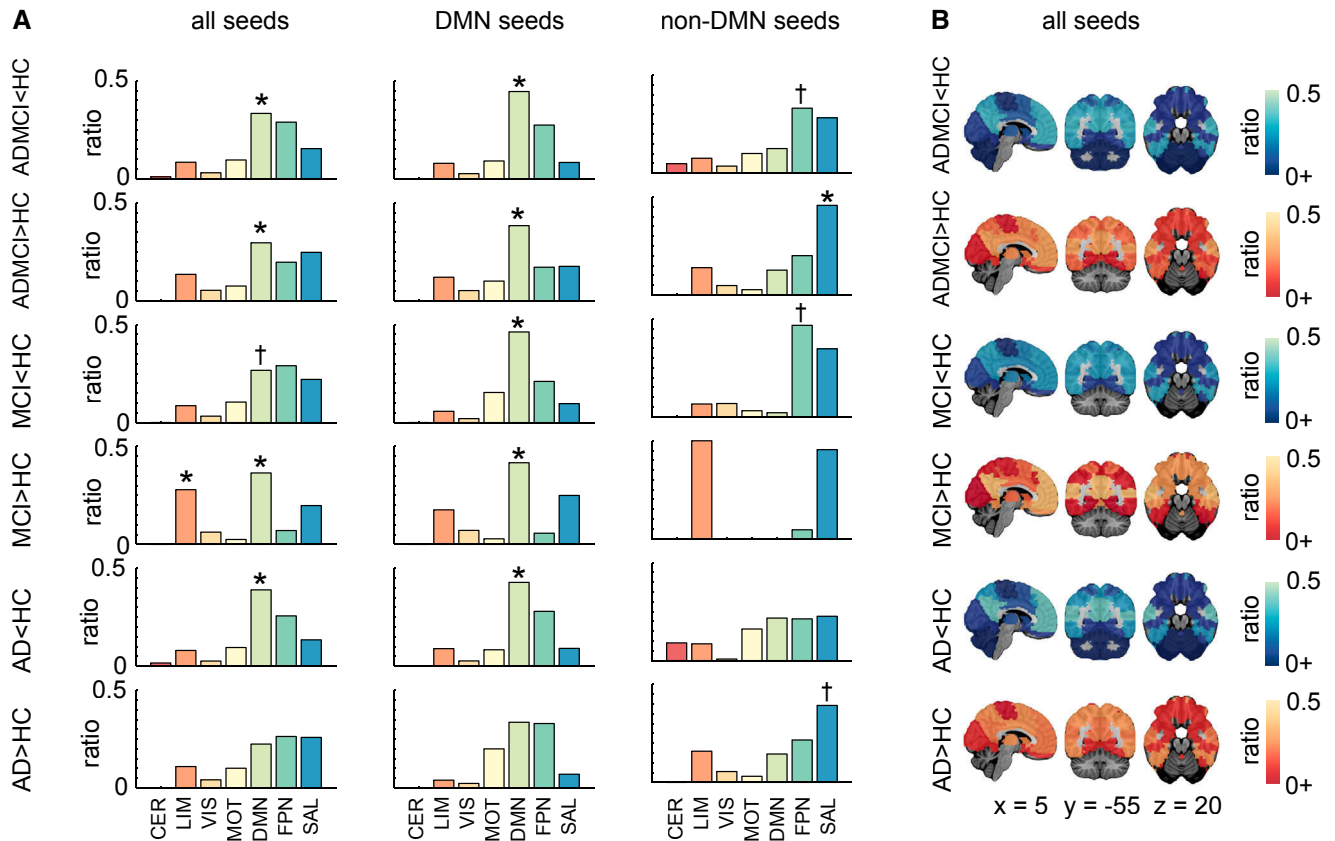 A all seeds DMN seeds non-DMN seeds B all seeds
ADMCI<HC ratio 0.5 0 * * † 0.5 ratio 0+
ADMCI>HC ratio 0.5 0 * * * 0.5 ratio 0+
MCI<HC ratio 0.5 0 † * † 0.5 ratio 0+
MCI>HC ratio 0.5 0 * * * 0.5 ratio 0+
AD<HC ratio 0.5 0 * * 0.5 ratio 0+
AD>HC ratio 0.5 0 † 0.5 ratio 0+
CER LIM VIS MOT DMN FPN SAL CER LIM VIS MOT DMN FPN SAL CER LIM VIS MOT DMN FPN SAL x = 5 y = -55 z = 20